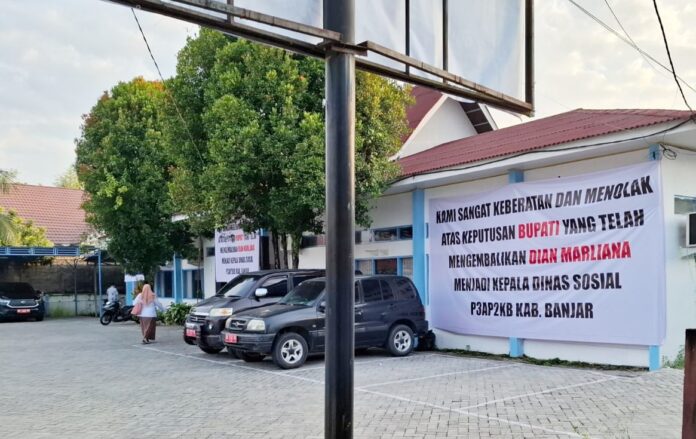 KAMI SANGAT KEBERATAN DAN MENOLAK
ATAS KEPUTUSAN BUPATI YANG TELAH
MENGEMBALIKAN DIAN MARLIANA
MENJADI KEPALA DINAS SOSIAL
P3AP2KB KAB. BANJAR